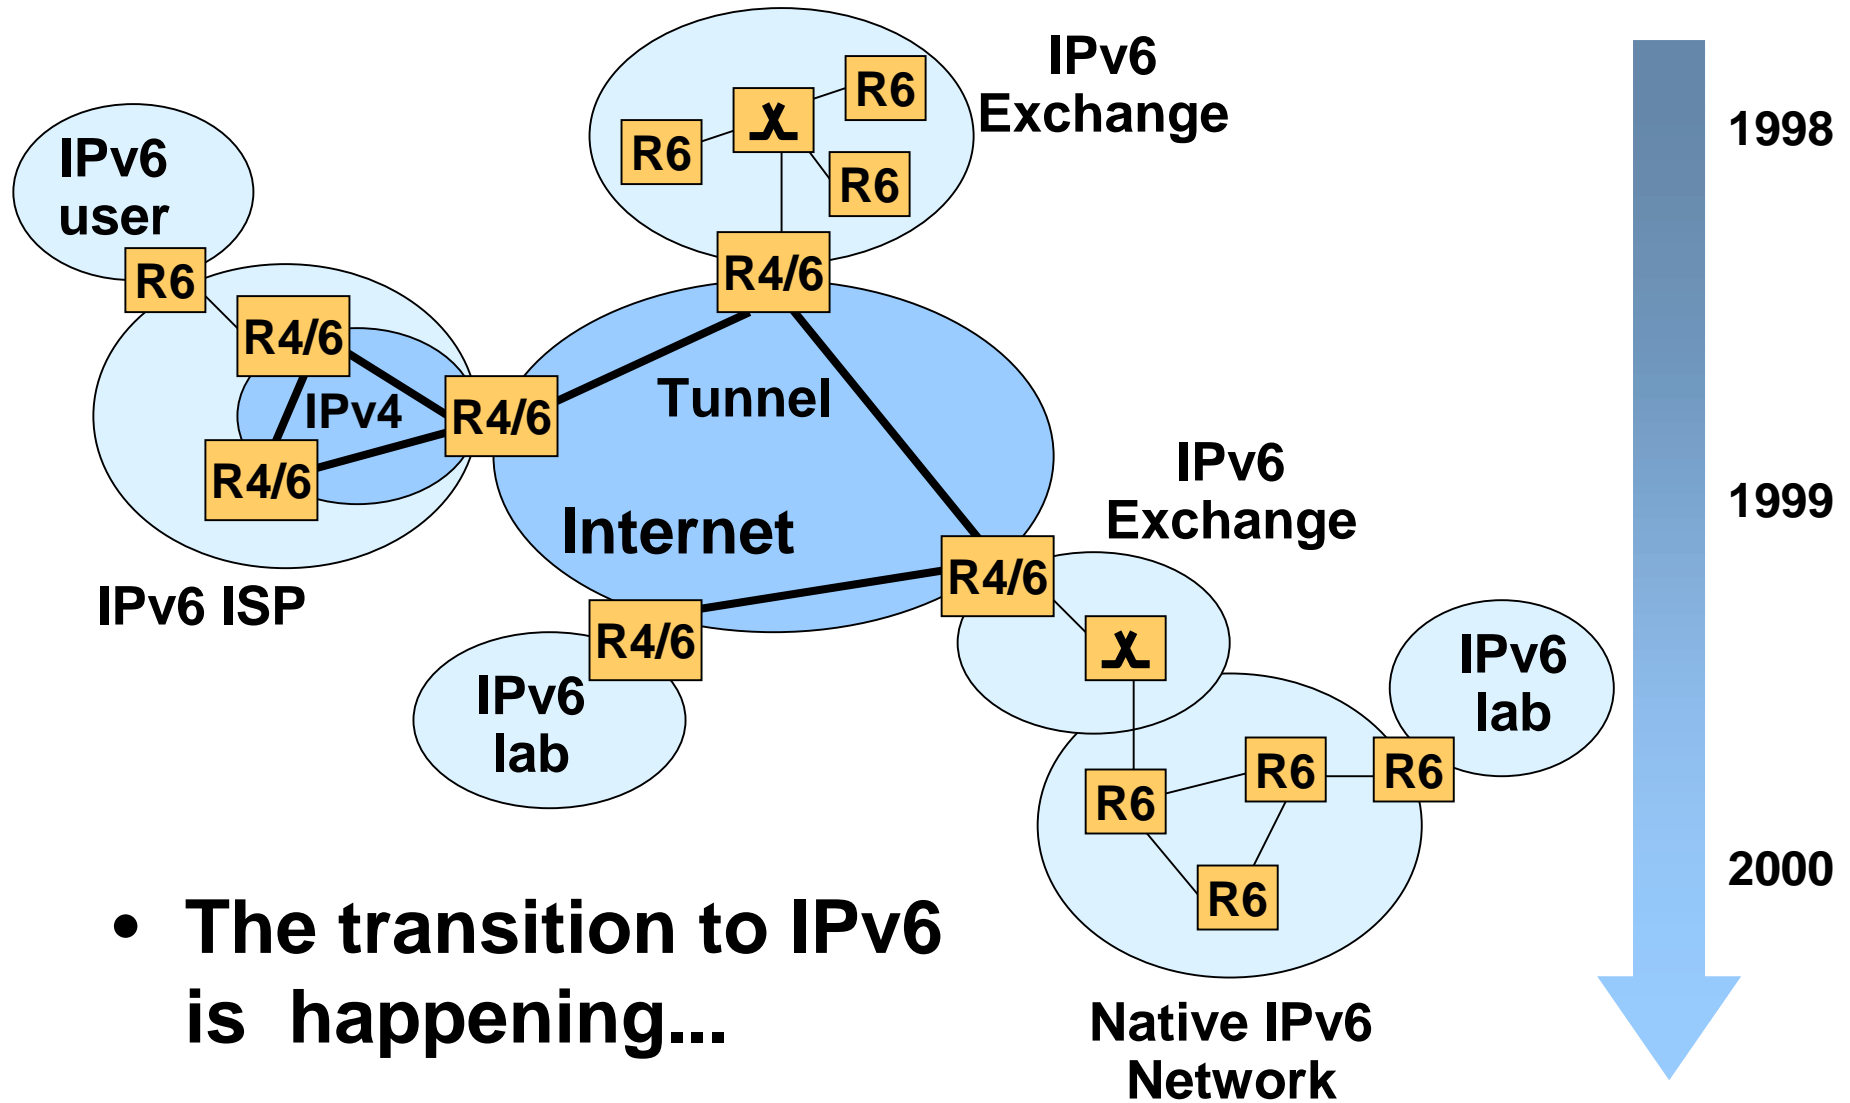 IPv6
Exchange
R6
R6
R6
1998
IPv6
user
R6
R4/6
R4/6
IPv4
R4/6
R4/6
Tunnel
IPv6
Exchange
1999
Internet
R4/6
IPv6 ISP
R4/6
IPv6
lab
IPv6
lab
R6
R6
R6
R6
2000
• The transition to IPv6
is happening...
Native IPv6
Network